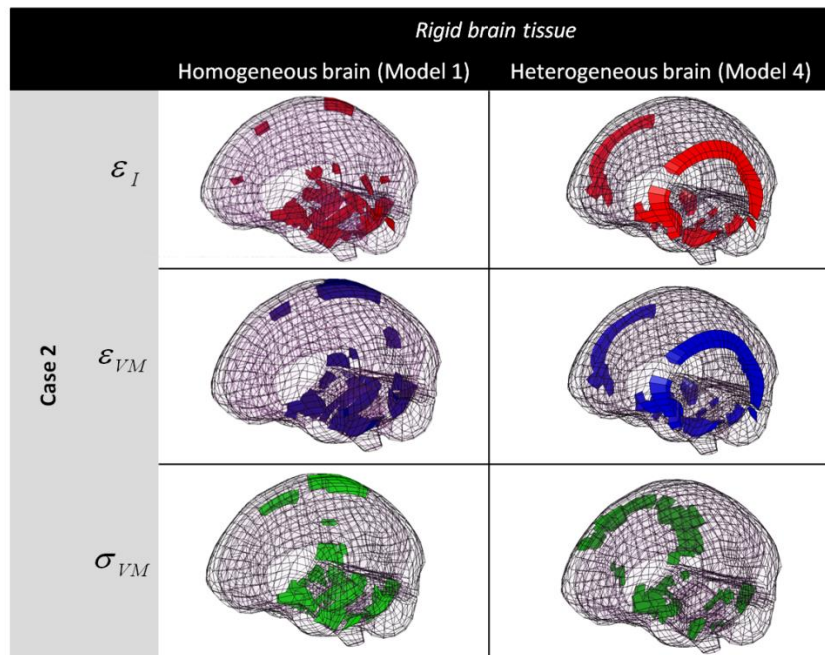 Rigid brain tissue
Homogeneous brain (Model 1) Heterogeneous brain (Model 4)
Case 2
ε_I
ε_VM
σ_VM